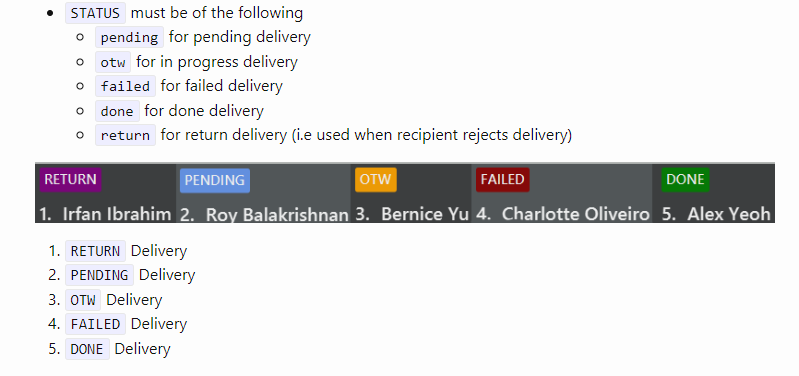 STATUS must be of the following
pending for pending delivery
otw for in progress delivery
failed for failed delivery
done for done delivery
return for return delivery (i.e used when recipient rejects delivery)
RETURN PENDING OTW FAILED DONE
1. Irfan Ibrahim 2. Roy Balakrishnan 3. Bernice Yu 4. Charlotte Oliveiro 5. Alex Yeoh
1. RETURN Delivery
2. PENDING Delivery
3. OTW Delivery
4. FAILED Delivery
5. DONE Delivery